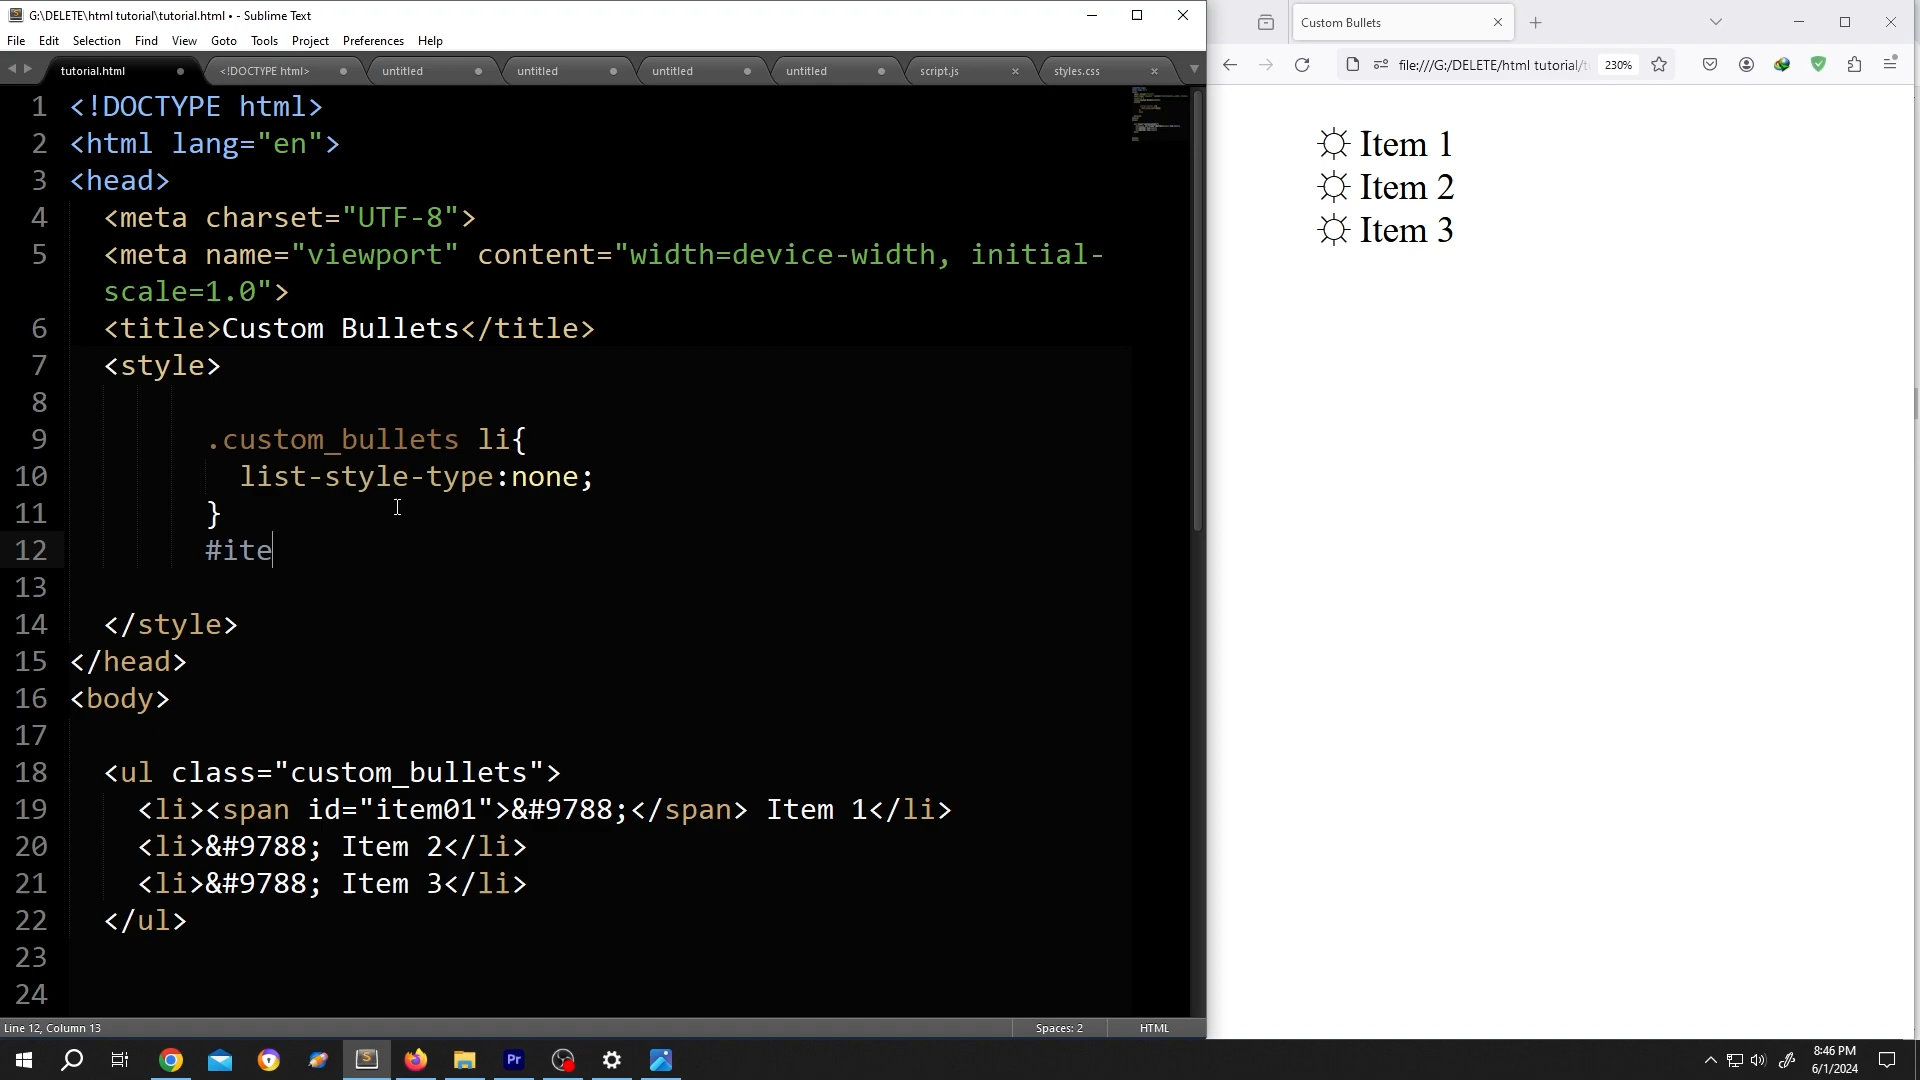 G:\DELETE\html tutorial\tutorial.html • - Sublime Text
File Edit Selection Find View Goto Tools Project Preferences Help
tutorial.html <!DOCTYPE html> untitled untitled untitled untitled script.js styles.css
1 <!DOCTYPE html>
2 <html lang="en">
3 <head>
4 <meta charset="UTF-8">
5 <meta name="viewport" content="width=device-width, initial-
scale=1.0">
6 <title>Custom Bullets</title>
7 <style>
8
9 .custom_bullets li{
10 list-style-type:none;
11 }
12 #ite
13
14 </style>
15 </head>
16 <body>
17
18 <ul class="custom_bullets">
19 <li><span id="item01">&#9788;</span> Item 1</li>
20 <li>&#9788; Item 2</li>
21 <li>&#9788; Item 3</li>
22 </ul>
23
24
Line 12, Column 13 Spaces: 2 HTML
Custom Bullets
file:///G:/DELETE/html tutorial/ 230%
☼ Item 1
☼ Item 2
☼ Item 3
8:46 PM
6/1/2024